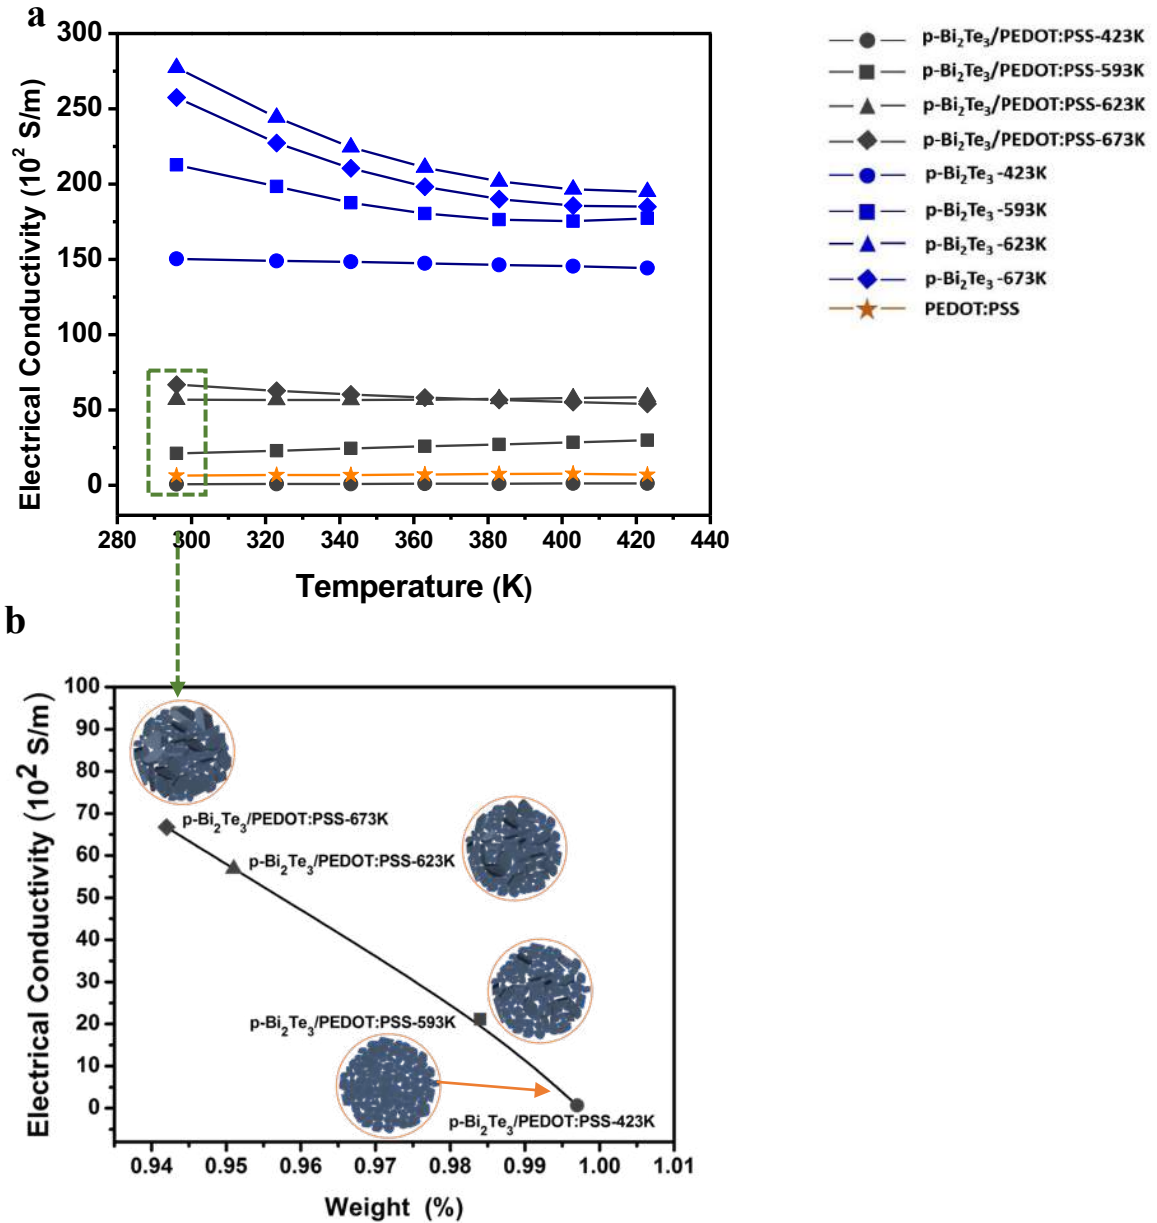 a
300
250
200
150
100
50
0
Electrical Conductivity (10² S/m)
280 300 320 340 360 380 400 420 440
Temperature (K)
p-Bi₂Te₃/PEDOT:PSS-423K
p-Bi₂Te₃/PEDOT:PSS-593K
p-Bi₂Te₃/PEDOT:PSS-623K
p-Bi₂Te₃/PEDOT:PSS-673K
p-Bi₂Te₃ -423K
p-Bi₂Te₃ -593K
p-Bi₂Te₃ -623K
p-Bi₂Te₃ -673K
PEDOT:PSS
b
100
90
80
70
60
50
40
30
20
10
0
Electrical Conductivity (10² S/m)
p-Bi₂Te₃/PEDOT:PSS-673K
p-Bi₂Te₃/PEDOT:PSS-623K
p-Bi₂Te₃/PEDOT:PSS-593K
p-Bi₂Te₃/PEDOT:PSS-423K
0.94 0.95 0.96 0.97 0.98 0.99 1.00 1.01
Weight (%)